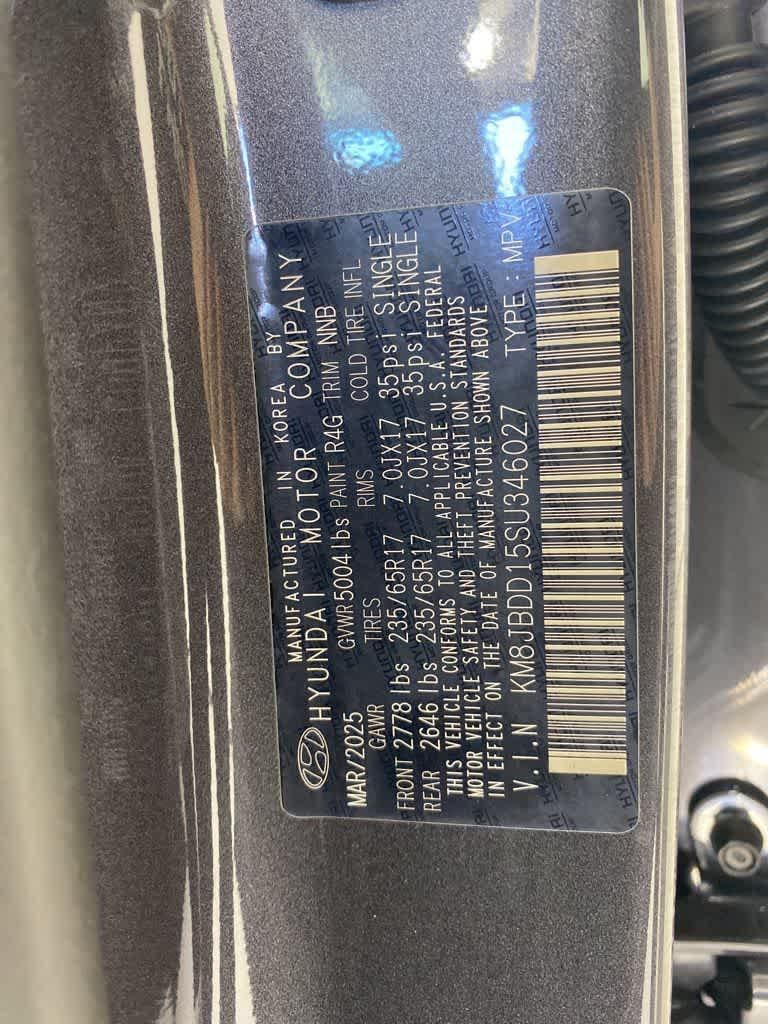 MANUFACTURED IN KOREA BY
HYUNDAI MOTOR COMPANY
MAR/2025 GVWR 5004 lbs PAINT R4G TRIM NNB
GAWR TIRES RIMS COLD TIRE INFL
FRONT 2778 lbs 235/65R17 7.0JX17 35psi SINGLE
REAR 2646 lbs 235/65R17 7.0JX17 35psi SINGLE
THIS VEHICLE CONFORMS TO ALL APPLICABLE U.S.A. FEDERAL
MOTOR VEHICLE SAFETY AND THEFT PREVENTION STANDARDS
IN EFFECT ON THE DATE OF MANUFACTURE SHOWN ABOVE
V.I.N KM8JBDD15SU346027 TYPE : MPV